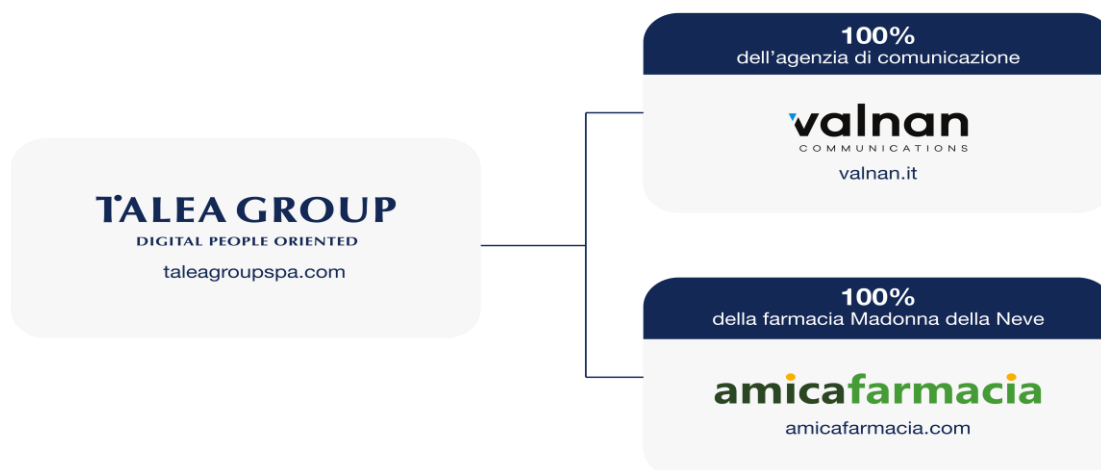 TALEA GROUP
DIGITAL PEOPLE ORIENTED
taleagroupspa.com
100%
dell'agenzia di comunicazione
valnan
COMMUNICATIONS
valnan.it
100%
della farmacia Madonna della Neve
amicafarmacia
amicafarmacia.com